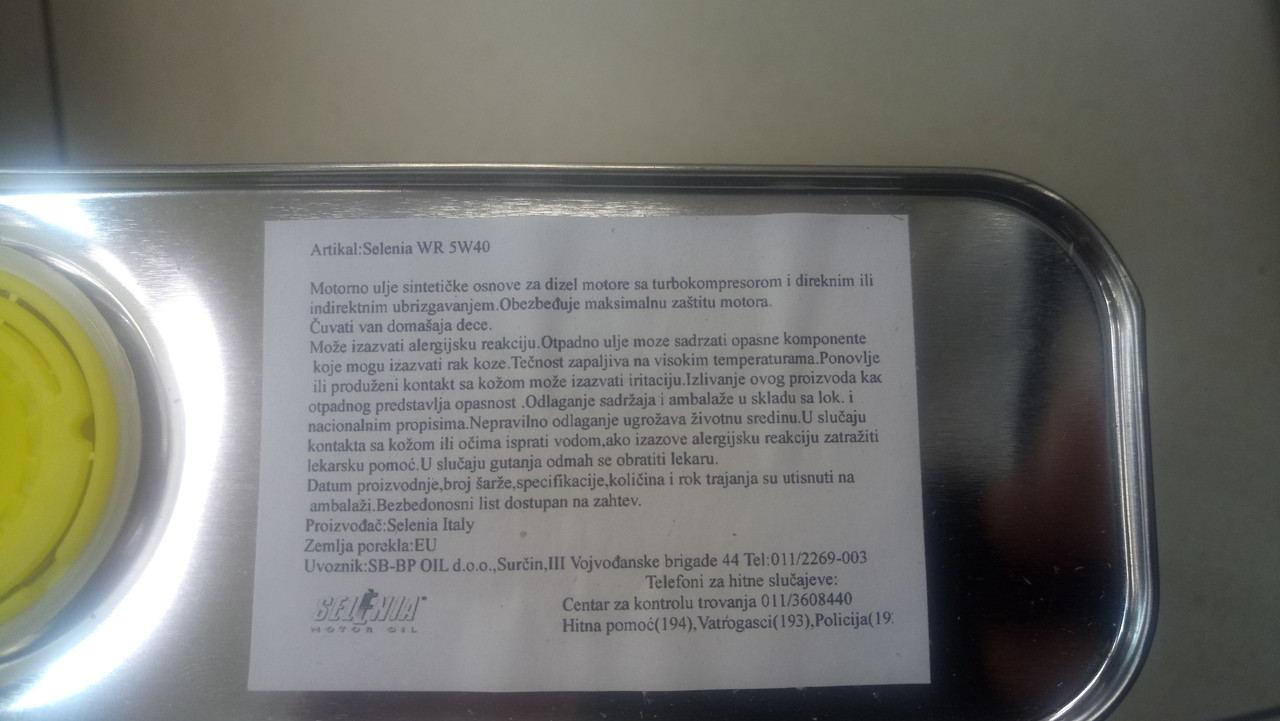 Artikal:Selenia WR 5W40
Motorno ulje sintetičke osnove za dizel motore sa turbokompresorom i direknim ili
indirektnim ubrizgavanjem.Obezbeđuje maksimalnu zaštitu motora.
Čuvati van domašaja dece.
Može izazvati alergijsku reakciju.Otpadno ulje moze sadrzati opasne komponente
koje mogu izazvati rak koze.Tečnost zapaljiva na visokim temperaturama.Ponovlje
ili produženi kontakt sa kožom može izazvati iritaciju.Izlivanje ovog proizvoda kac
otpadnog predstavlja opasnost .Odlaganje sadržaja i ambalaže u skladu sa lok. i
nacionalnim propisima.Nepravilno odlaganje ugrožava životnu sredinu.U slučaju
kontakta sa kožom ili očima isprati vodom,ako izazove alergijsku reakciju zatražiti
lekarsku pomoć.U slučaju gutanja odmah se obratiti lekaru.
Datum proizvodnje,broj šarže,specifikacije,količina i rok trajanja su utisnuti na
ambalaži.Bezbedonosni list dostupan na zahtev.
Proizvođač:Selenia Italy
Zemlja porekla:EU
Uvoznik:SB-BP OIL d.o.o.,Surčin,III Vojvođanske brigade 44 Tel:011/2269-003
Telefoni za hitne slučajeve:
Centar za kontrolu trovanja 011/3608440
Hitna pomoć(194),Vatrogasci(193),Policija(19
SELENIA
MOTOR OIL